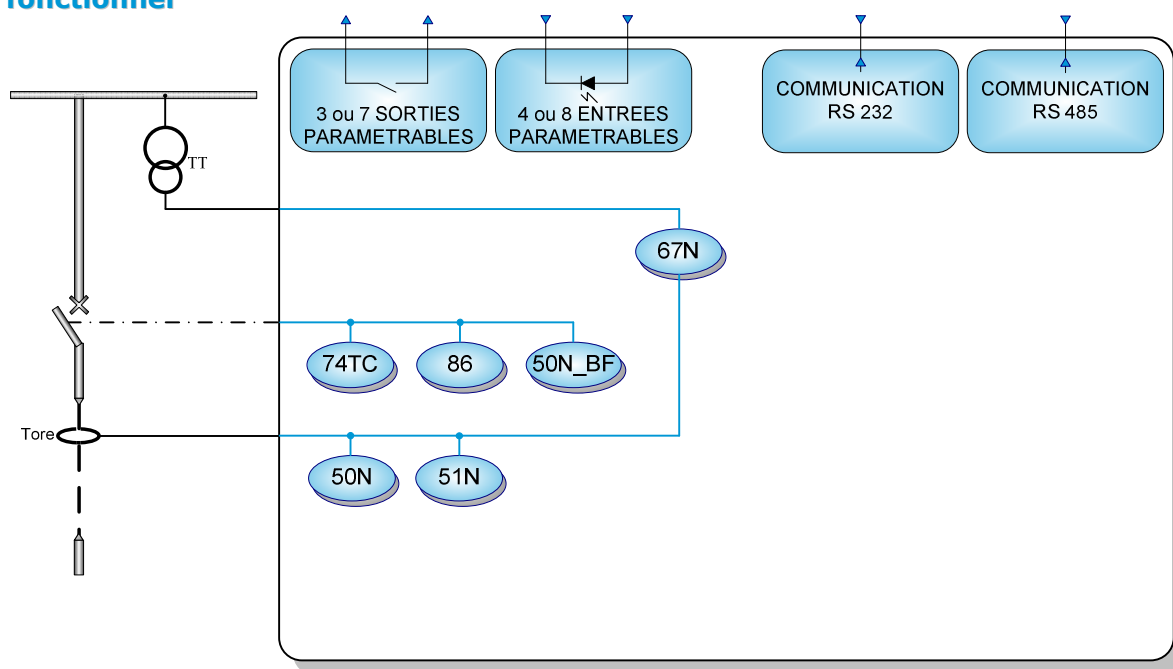 fonctionnel
3 ou 7 SORTIES
PARAMETRABLES
4 ou 8 ENTREES
PARAMETRABLES
COMMUNICATION
RS 232
COMMUNICATION
RS 485
TT
67N
74TC
86
50N_BF
Tore
50N
51N